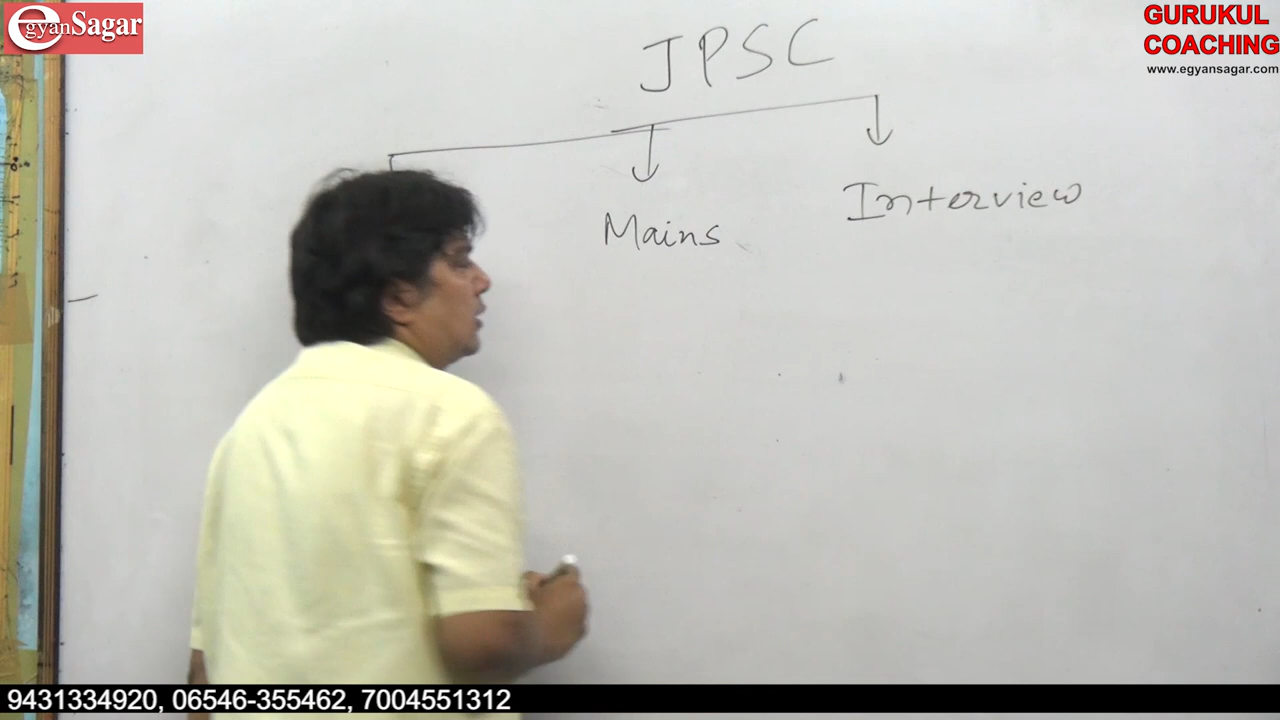 egyanSagar
GURUKUL
COACHING
www.egyansagar.com
JPSC
Mains
Interview
9431334920, 06546-355462, 7004551312